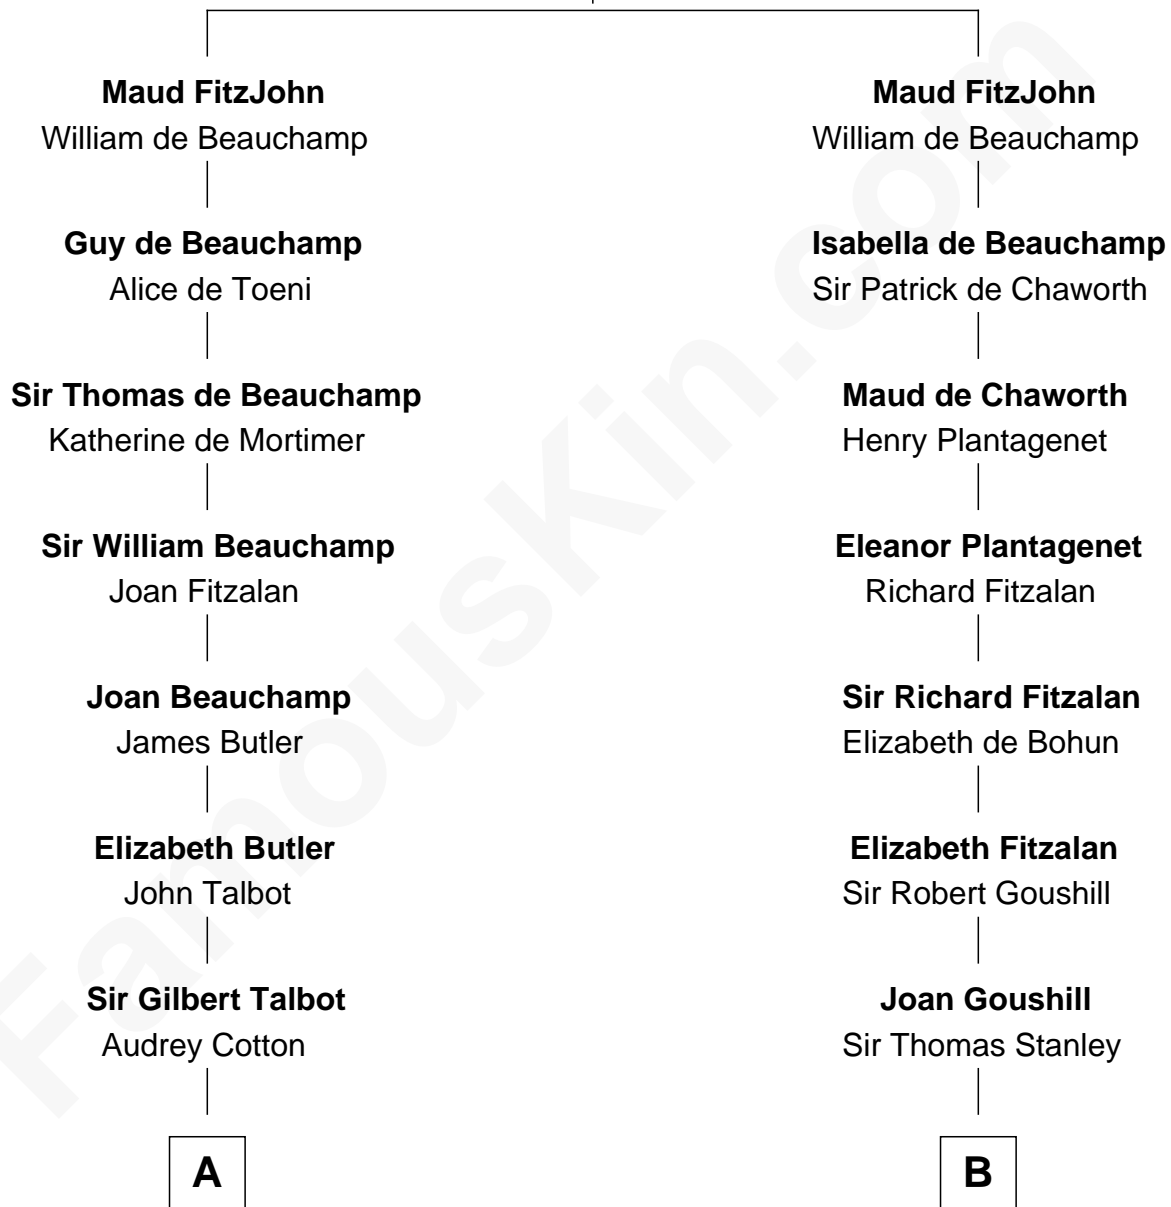 Maud FitzJohn
William de Beauchamp
Guy de Beauchamp
Alice de Toeni
Sir Thomas de Beauchamp
Katherine de Mortimer
Sir William Beauchamp
Joan Fitzalan
Joan Beauchamp
James Butler
Elizabeth Butler
John Talbot
Sir Gilbert Talbot
Audrey Cotton
A
Maud FitzJohn
William de Beauchamp
Isabella de Beauchamp
Sir Patrick de Chaworth
Maud de Chaworth
Henry Plantagenet
Eleanor Plantagenet
Richard Fitzalan
Sir Richard Fitzalan
Elizabeth de Bohun
Elizabeth Fitzalan
Sir Robert Goushill
Joan Goushill
Sir Thomas Stanley
B
FamousKin.com